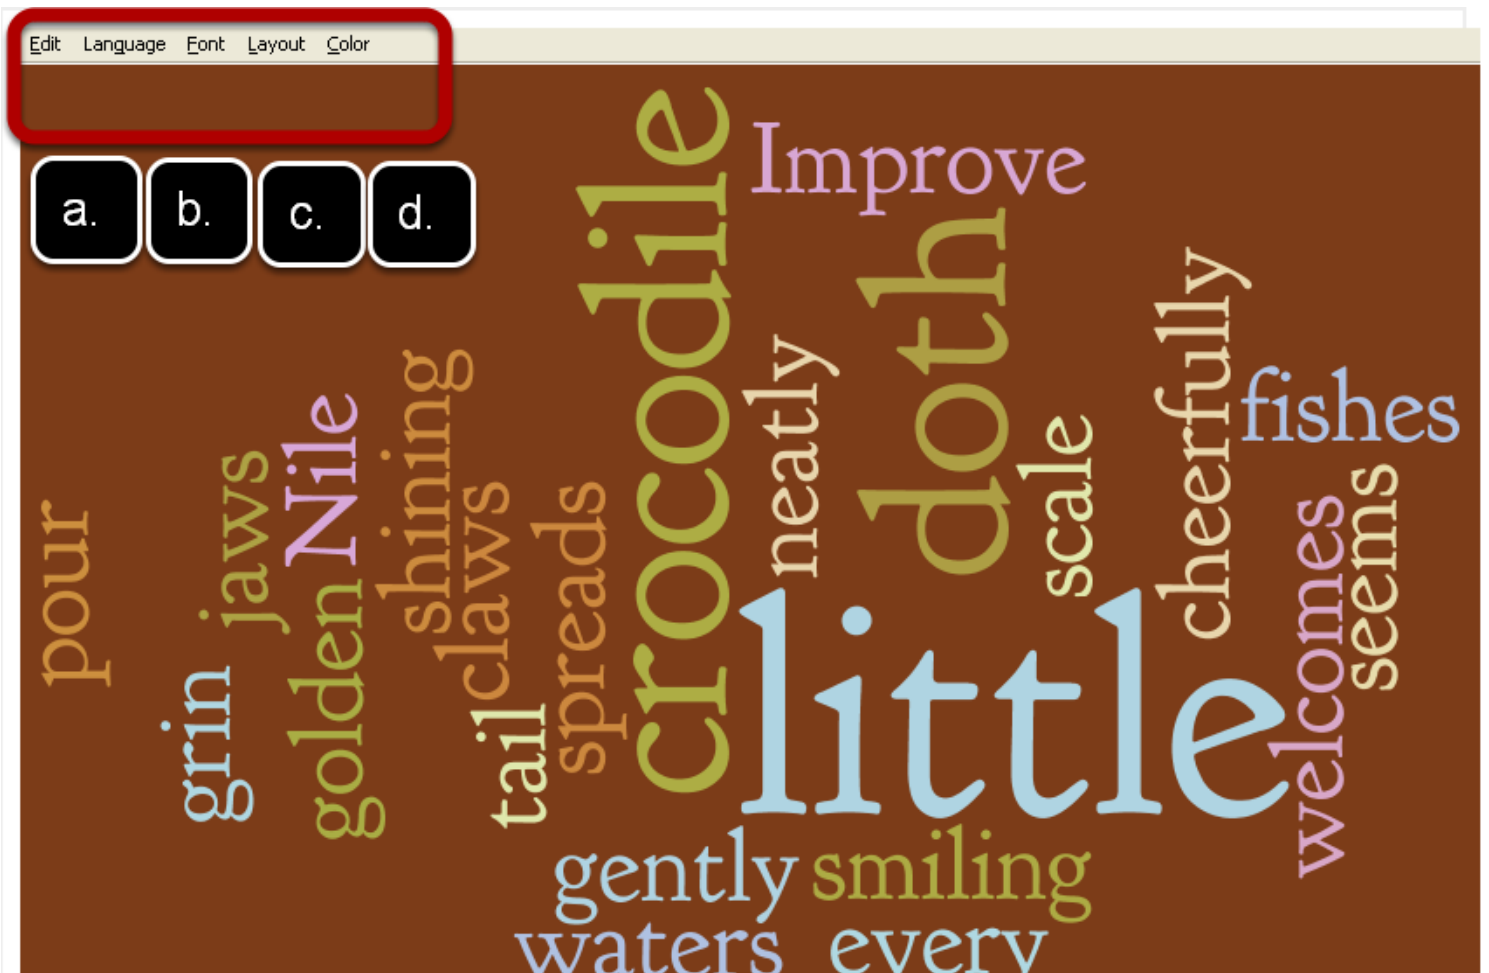 Edit Language Font Layout Color
a. b. c. d.
crocodile
Improve
doth
cheerfully
neatly
fishes
scale
shining
Nile
jaws
claws
spreads
pour
seems
welcomes
golden
grin
tail
little
gently smiling
waters every